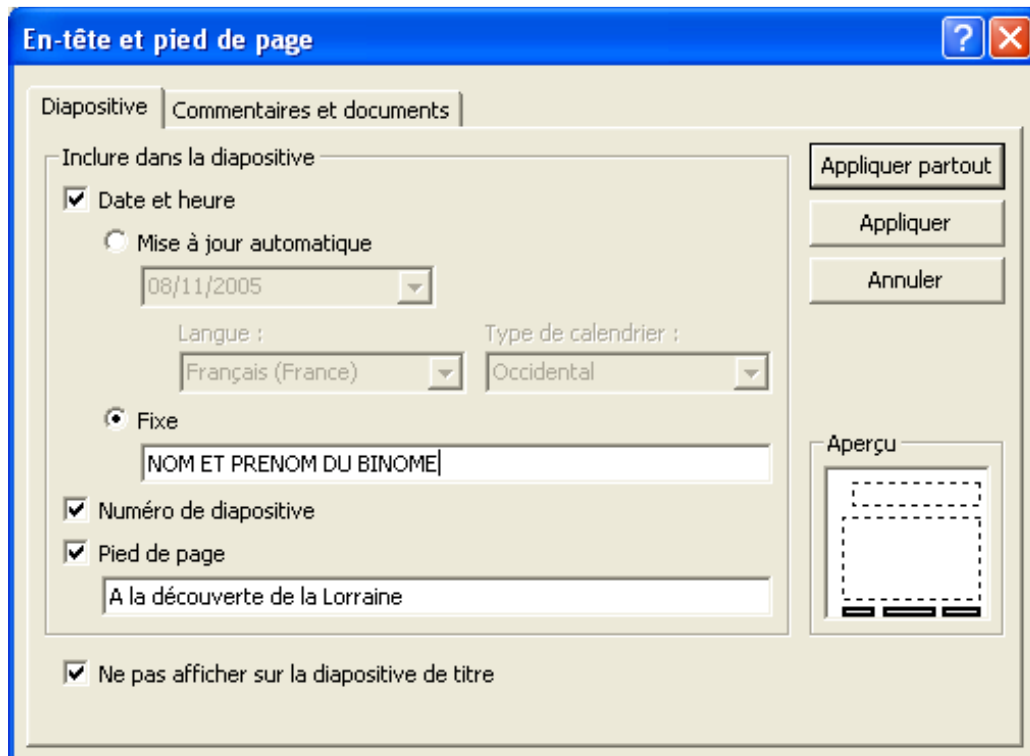 En-tête et pied de page
Diapositive
Commentaires et documents
Inclure dans la diapositive
Date et heure
Mise à jour automatique
08/11/2005
Langue :
Type de calendrier :
Français (France)
Occidental
Fixe
NOM ET PRENOM DU BINOME
Numéro de diapositive
Pied de page
A la découverte de la Lorraine
Ne pas afficher sur la diapositive de titre
Appliquer partout
Appliquer
Annuler
Aperçu